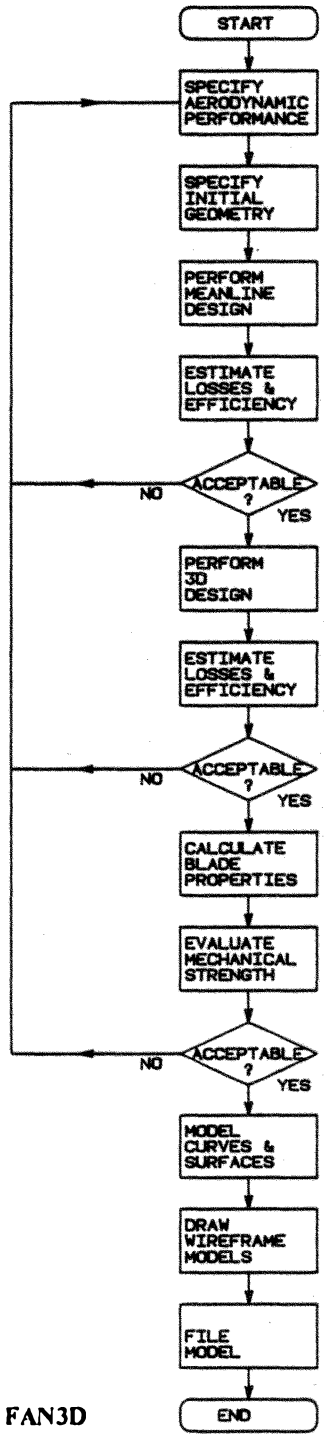 START
SPECIFY
AERODYNAMIC
PERFORMANCE
SPECIFY
INITIAL
GEOMETRY
PERFORM
MEANLINE
DESIGN
ESTIMATE
LOSSES &
EFFICIENCY
ACCEPTABLE
?
NO
YES
PERFORM
3D
DESIGN
ESTIMATE
LOSSES &
EFFICIENCY
ACCEPTABLE
?
NO
YES
CALCULATE
BLADE
PROPERTIES
EVALUATE
MECHANICAL
STRENGTH
ACCEPTABLE
?
NO
YES
MODEL
CURVES &
SURFACES
DRAW
WIREFRAME
MODELS
FILE
MODEL
END
FAN3D